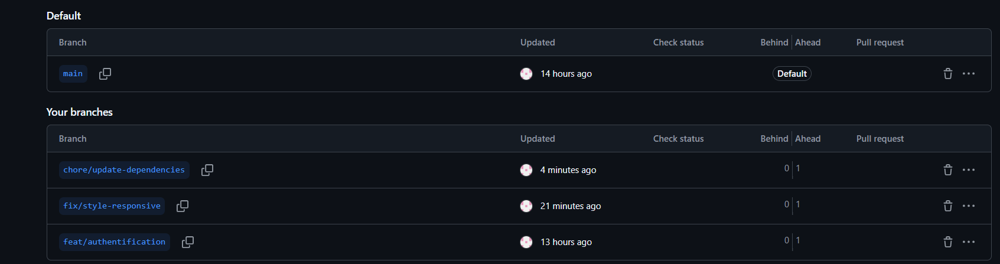 Default
Branch Updated Check status Behind Ahead Pull request
main 14 hours ago Default
Your branches
Branch Updated Check status Behind Ahead Pull request
chore/update-dependencies 4 minutes ago 0 1
fix/style-responsive 21 minutes ago 0 1
feat/authentification 13 hours ago 0 1